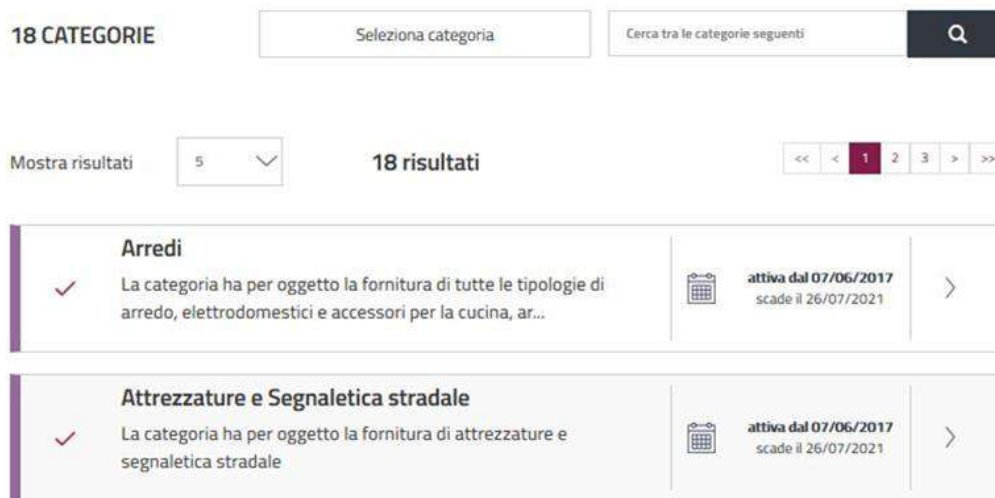 18 CATEGORIE
Seleziona categoria
Cerca tra le categorie seguenti
Mostra risultati
5
18 risultati
<< < 1 2 3 > >>
Arredi
La categoria ha per oggetto la fornitura di tutte le tipologie di
arredo, elettrodomestici e accessori per la cucina, ar...
attiva dal 07/06/2017
scade il 26/07/2021
Attrezzature e Segnaletica stradale
La categoria ha per oggetto la fornitura di attrezzature e
segnaletica stradale
attiva dal 07/06/2017
scade il 26/07/2021